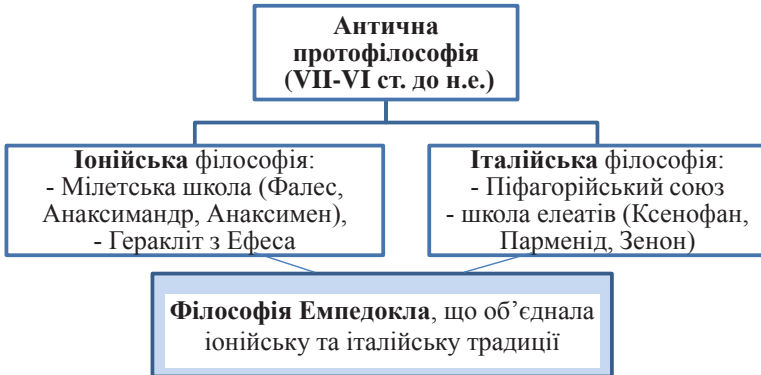 Антична
протофілософія
(VII-VI ст. до н.е.)
Іонійська філософія:
- Мілетська школа (Фалес,
Анаксимандр, Анаксимен),
- Геракліт з Ефеса
Італійська філософія:
- Піфагорійський союз
- школа елеатів (Ксенофан,
Парменід, Зенон)
Філософія Емпедокла, що об’єднала
іонійську та італійську традиції